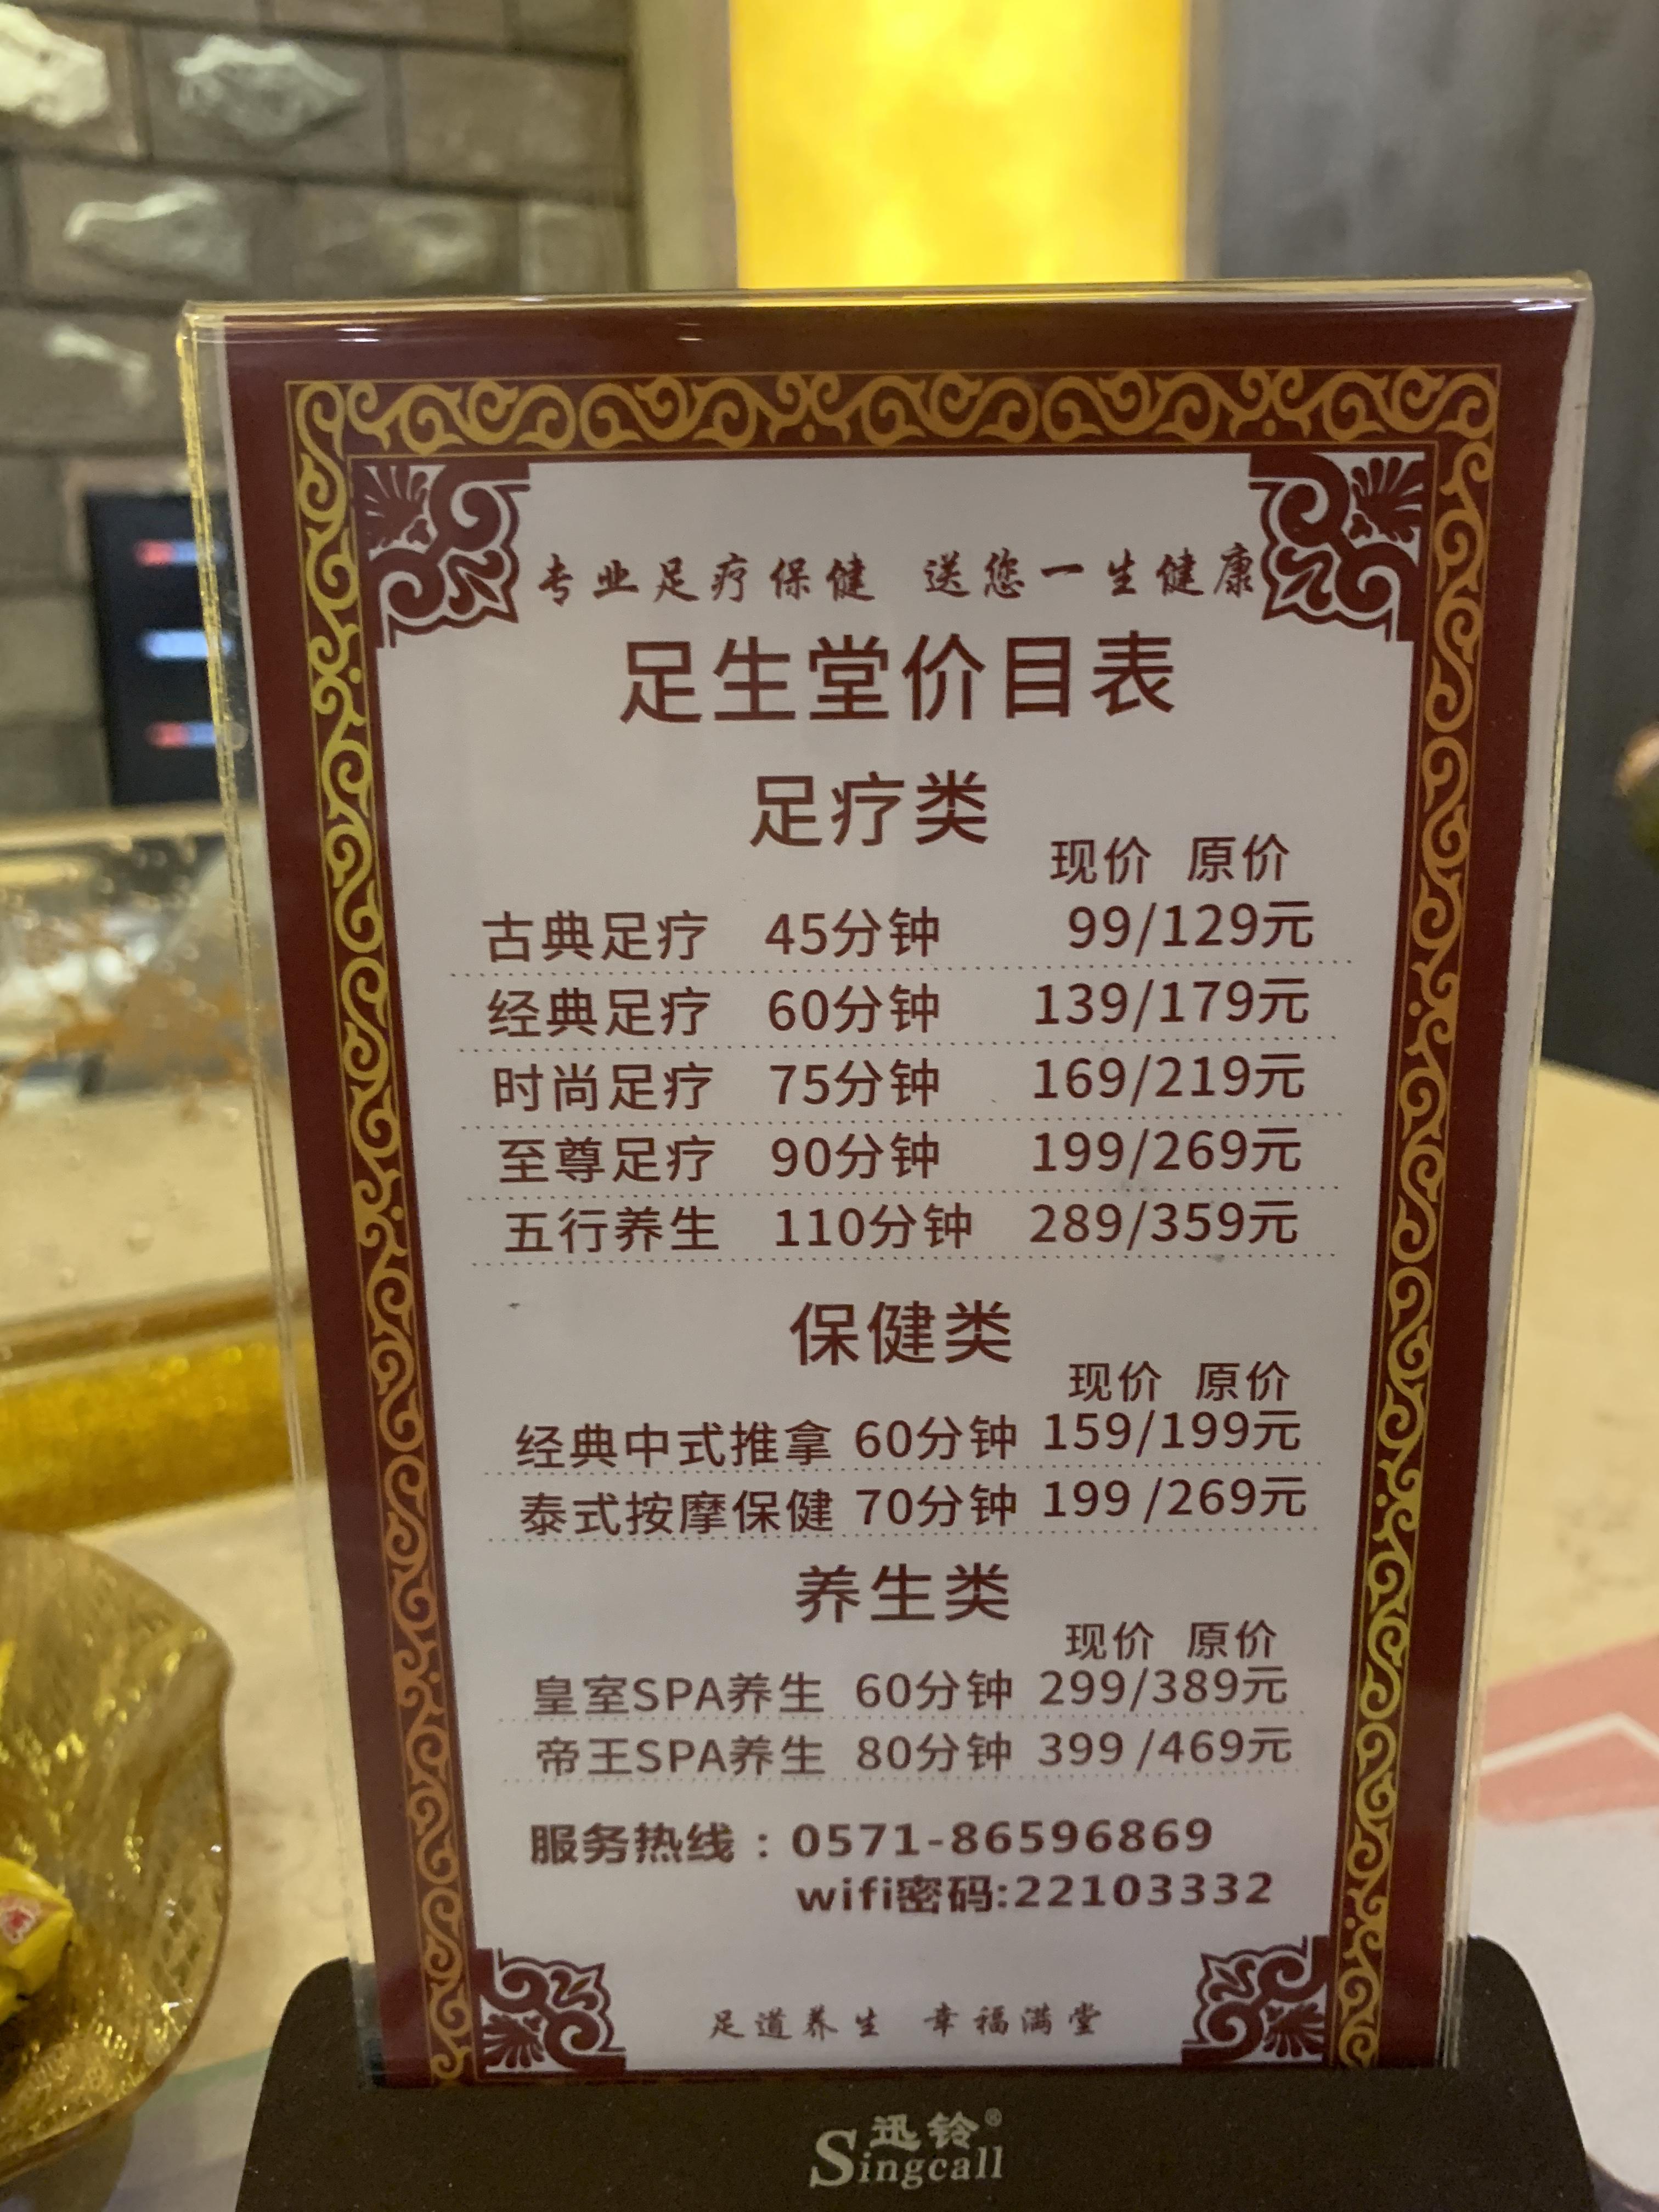 专业足疗保健 送您一生健康
足生堂价目表
足疗类
现价 原价
古典足疗 45分钟 99/129元
经典足疗 60分钟 139/179元
时尚足疗 75分钟 169/219元
至尊足疗 90分钟 199/269元
五行养生 110分钟 289/359元
保健类
现价 原价
经典中式推拿 60分钟 159/199元
泰式按摩保健 70分钟 199/269元
养生类
现价 原价
皇室SPA养生 60分钟 299/389元
帝王SPA养生 80分钟 399/469元
服务热线：0571-86596869
wifi密码:22103332
足道养生 幸福满堂
迅铃®
Singcall